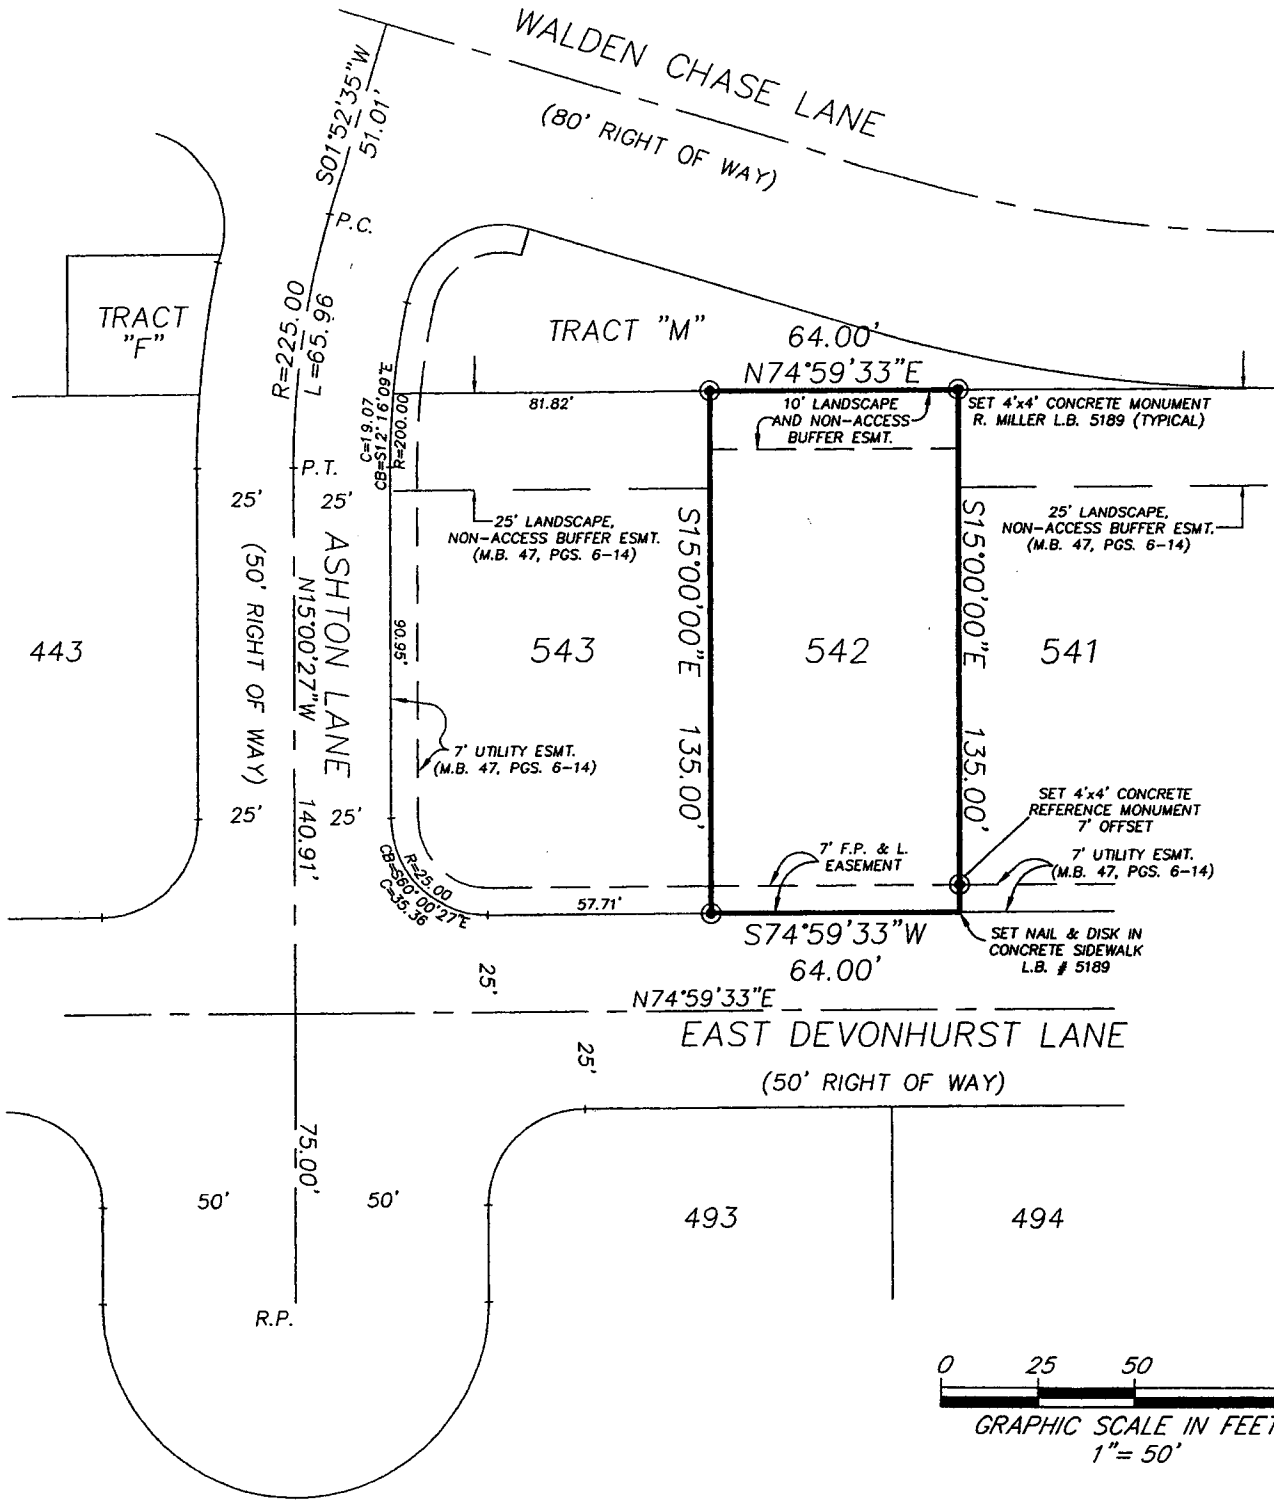 WALDEN CHASE LANE
(80' RIGHT OF WAY)
S01°52'35"W
51.01'
P.C.
R=225.00
L=65.96
TRACT
"F"
TRACT "M"
64.00'
N74°59'33"E
81.82'
10' LANDSCAPE
AND NON-ACCESS
BUFFER ESMT.
SET 4'x4' CONCRETE MONUMENT
R. MILLER L.B. 5189 (TYPICAL)
C=19.07
CB=S12°16'09"E
R=200.00
P.T.
25'
25'
25' LANDSCAPE,
NON-ACCESS BUFFER ESMT.
(M.B. 47, PGS. 6-14)
25' LANDSCAPE,
NON-ACCESS BUFFER ESMT.
(M.B. 47, PGS. 6-14)
(50' RIGHT OF WAY)
N15°00'27"W
140.91'
ASHTON LANE
90.95'
S15°00'00"E 135.00'
S15°00'00"E 135.00'
443
543
542
541
7' UTILITY ESMT.
(M.B. 47, PGS. 6-14)
25'
25'
SET 4'x4' CONCRETE
REFERENCE MONUMENT
7' OFFSET
7' F.P. & L.
EASEMENT
7' UTILITY ESMT.
(M.B. 47, PGS. 6-14)
R=25.00
CB=S60°00'27"E
C=35.36
57.71'
S74°59'33"W
64.00'
SET NAIL & DISK IN
CONCRETE SIDEWALK
L.B. # 5189
25'
N74°59'33"E
EAST DEVONHURST LANE
25'
(50' RIGHT OF WAY)
75.00'
50'
50'
493
494
R.P.
0 25 50
GRAPHIC SCALE IN FEET
1"= 50'